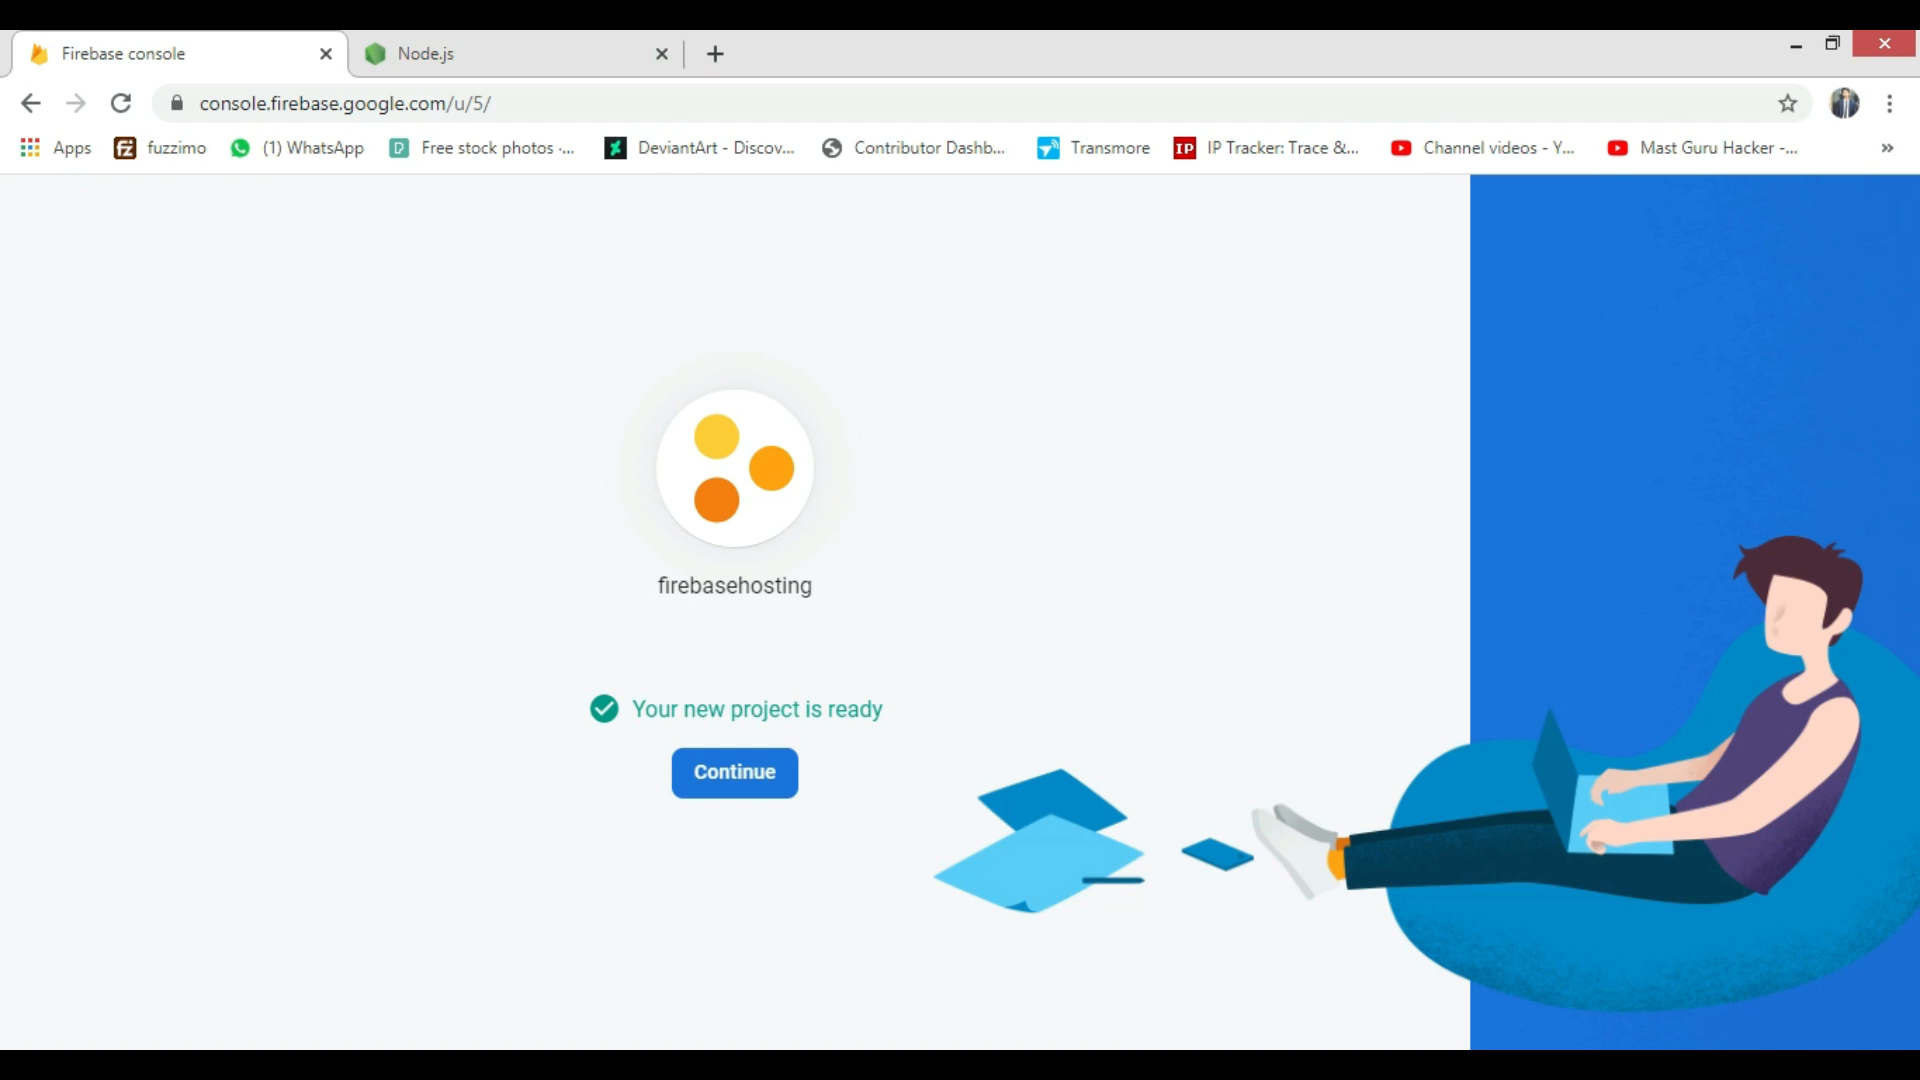 Firebase console
Node.js
console.firebase.google.com/u/5/
Apps
fuzzimo
(1) WhatsApp
Free stock photos ·...
DeviantArt - Discov...
Contributor Dashb...
Transmore
IP
IP Tracker: Trace &...
Channel videos - Y...
Mast Guru Hacker -...
firebasehosting
Your new project is ready
Continue